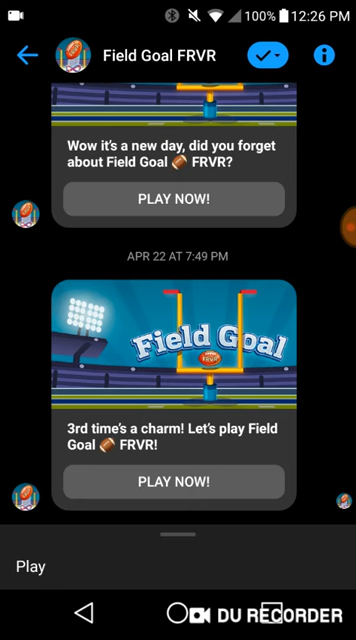 100% 12:26 PM
Field Goal FRVR
Wow it's a new day, did you forget
about Field Goal 🏈 FRVR?
PLAY NOW!
APR 22 AT 7:49 PM
Field Goal
3rd time's a charm! Let's play Field
Goal 🏈 FRVR!
PLAY NOW!
Play
DU RECORDER